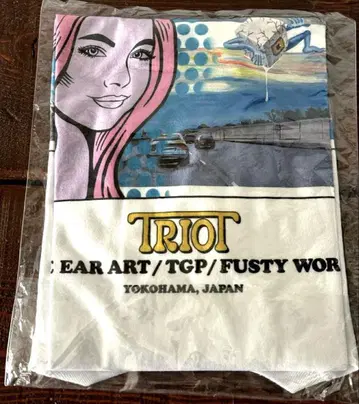 TRIOT
EAR ART/TGP/FUSTY WOR
YOKOHAMA, JAPAN